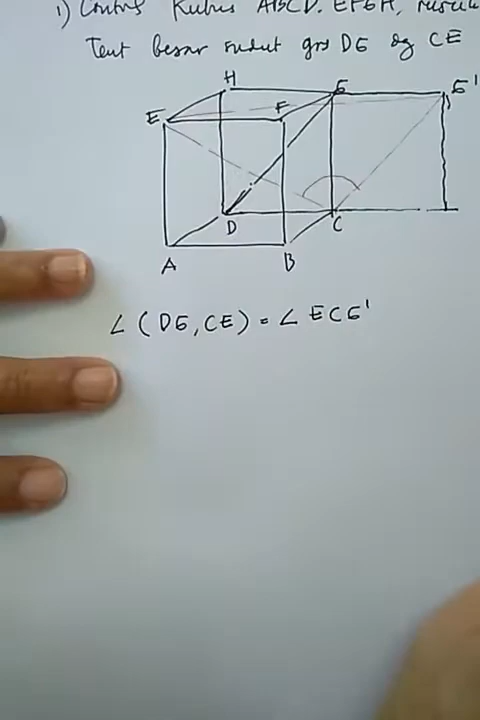 1) Contoh Kubus ABCD. EFGH, rusuk
Tent besar sudut grs DG dg CE
H
G
G'
E
F
D
C
A
B
∠ (DG, CE) = ∠ ECG'